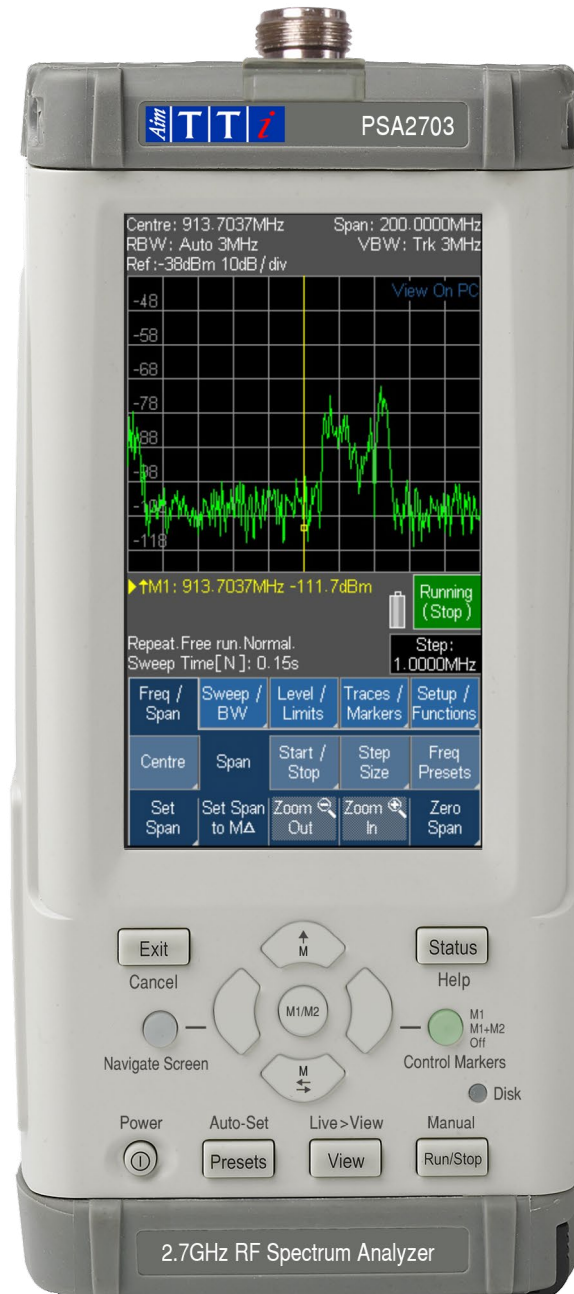 Aim TTi PSA2703
Centre: 913.7037MHz Span: 200.0000MHz
RBW: Auto 3MHz VBW: Trk 3MHz
Ref:-38dBm 10dB/div
View On PC
-48
-58
-68
-78
-88
-98
-118
M1: 913.7037MHz -111.7dBm
Running
(Stop)
Repeat.Free run.Normal.
Step:
Sweep Time[N]: 0.15s
1.0000MHz
Freq / Span
Sweep / BW
Level / Limits
Traces / Markers
Setup / Functions
Centre
Span
Start / Stop
Step Size
Freq Presets
Set Span
Set Span to MΔ
Zoom Out
Zoom In
Zero Span
Exit
Cancel
↑
M
Status
Help
M1/M2
M1
M1+M2
Off
Navigate Screen
Control Markers
M
⇆
Disk
Power
Auto-Set
Live>View
Manual
Presets
View
Run/Stop
2.7GHz RF Spectrum Analyzer